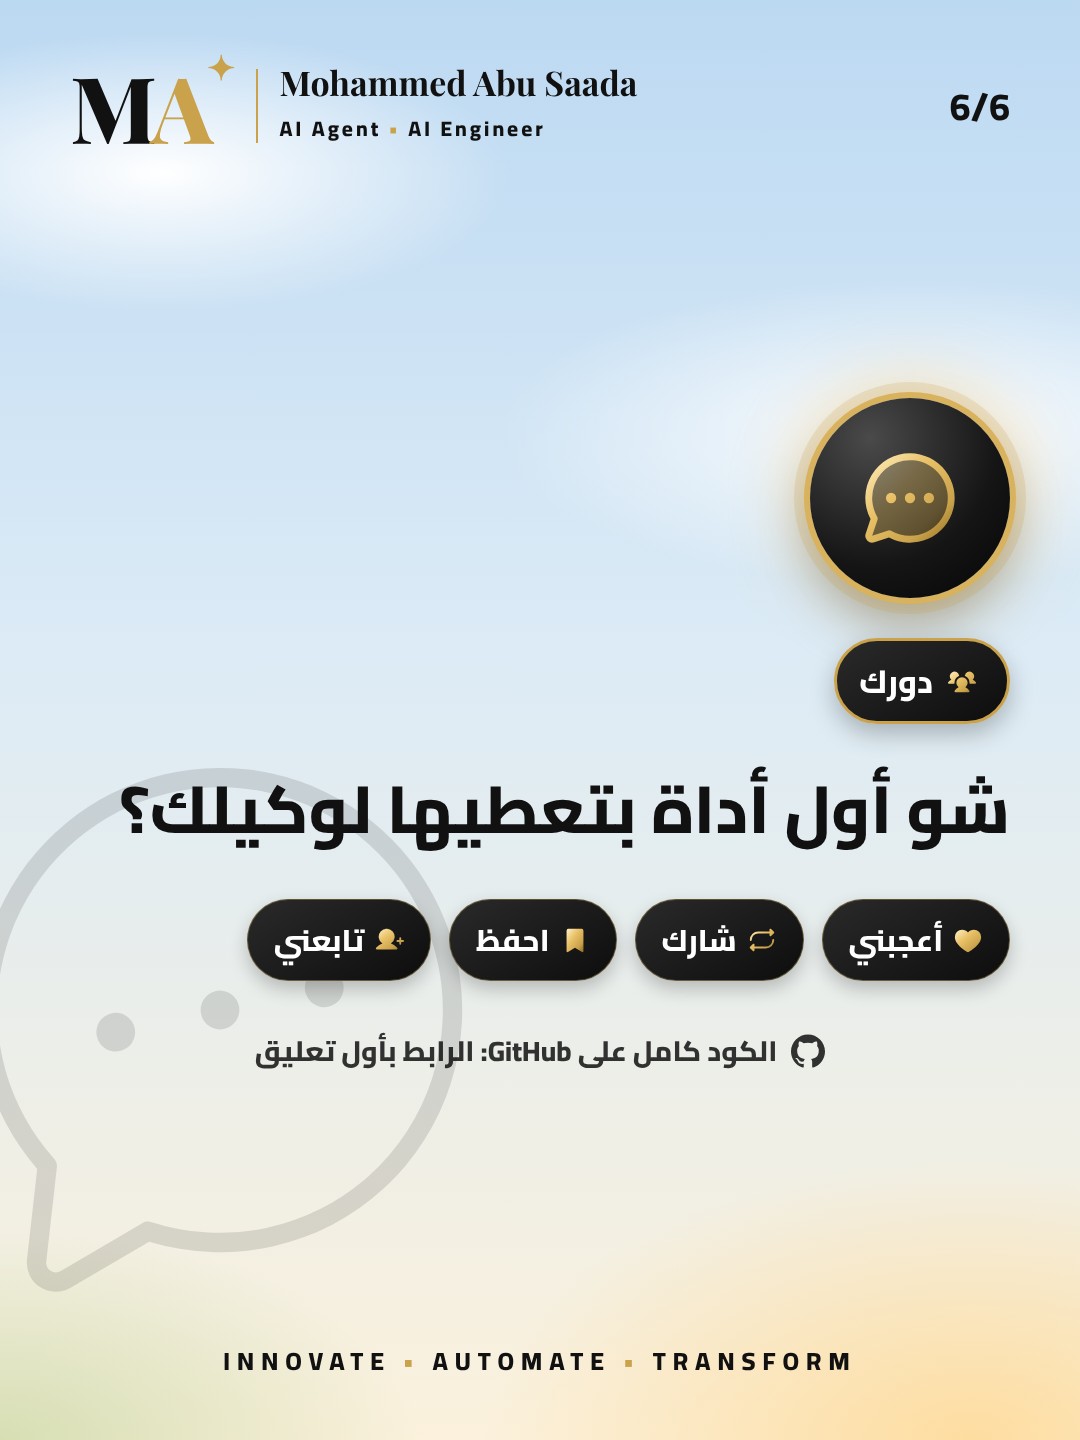 MA
Mohammed Abu Saada
AI Agent ▪ AI Engineer
6/6
دورك
شو أول أداة بتعطيها لوكيلك؟
أعجبني
شارك
احفظ
تابعني
الكود كامل على GitHub: الرابط بأول تعليق
INNOVATE ▪ AUTOMATE ▪ TRANSFORM